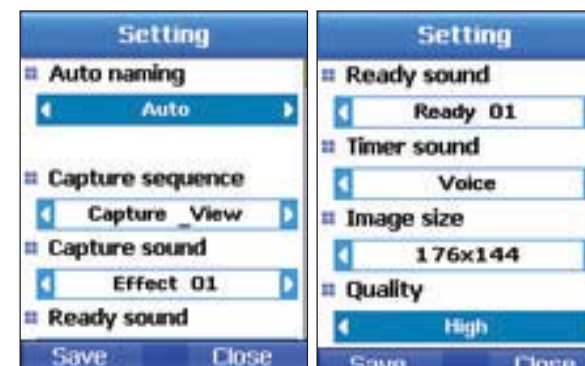 Setting
Auto naming
Auto
Capture sequence
Capture _View
Capture sound
Effect 01
Ready sound
Save Close
Setting
Ready sound
Ready 01
Timer sound
Voice
Image size
176x144
Quality
High
Save Close